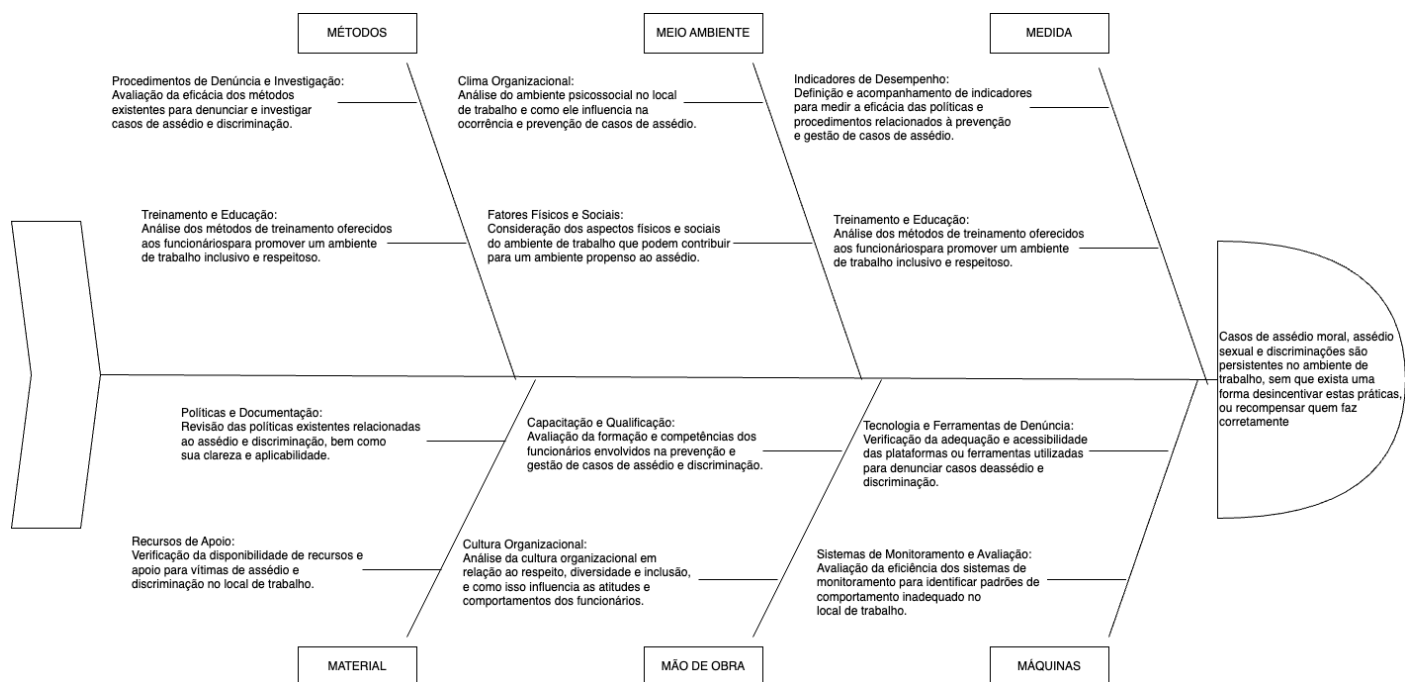 MÉTODOS
MEIO AMBIENTE
MEDIDA
Procedimentos de Denúncia e Investigação:
Avaliação da eficácia dos métodos
existentes para denunciar e investigar
casos de assédio e discriminação.
Clima Organizacional:
Análise do ambiente psicossocial no local
de trabalho e como ele influencia na
ocorrência e prevenção de casos de assédio.
Indicadores de Desempenho:
Definição e acompanhamento de indicadores
para medir a eficácia das políticas e
procedimentos relacionados à prevenção
e gestão de casos de assédio.
Treinamento e Educação:
Análise dos métodos de treinamento oferecidos
aos funcionáriospara promover um ambiente
de trabalho inclusivo e respeitoso.
Fatores Físicos e Sociais:
Consideração dos aspectos físicos e sociais
do ambiente de trabalho que podem contribuir
para um ambiente propenso ao assédio.
Treinamento e Educação:
Análise dos métodos de treinamento oferecidos
aos funcionáriospara promover um ambiente
de trabalho inclusivo e respeitoso.
Casos de assédio moral, assédio
sexual e discriminações são
persistentes no ambiente de
trabalho, sem que exista uma
forma desincentivar estas práticas,
ou recompensar quem faz
corretamente
Políticas e Documentação:
Revisão das políticas existentes relacionadas
ao assédio e discriminação, bem como
sua clareza e aplicabilidade.
Capacitação e Qualificação:
Avaliação da formação e competências dos
funcionários envolvidos na prevenção e
gestão de casos de assédio e discriminação.
Tecnologia e Ferramentas de Denúncia:
Verificação da adequação e acessibilidade
das plataformas ou ferramentas utilizadas
para denunciar casos deassédio e
discriminação.
Recursos de Apoio:
Verificação da disponibilidade de recursos e
apoio para vítimas de assédio e
discriminação no local de trabalho.
Cultura Organizacional:
Análise da cultura organizacional em
relação ao respeito, diversidade e inclusão,
e como isso influencia as atitudes e
comportamentos dos funcionários.
Sistemas de Monitoramento e Avaliação:
Avaliação da eficiência dos sistemas de
monitoramento para identificar padrões de
comportamento inadequado no
local de trabalho.
MATERIAL
MÃO DE OBRA
MÁQUINAS